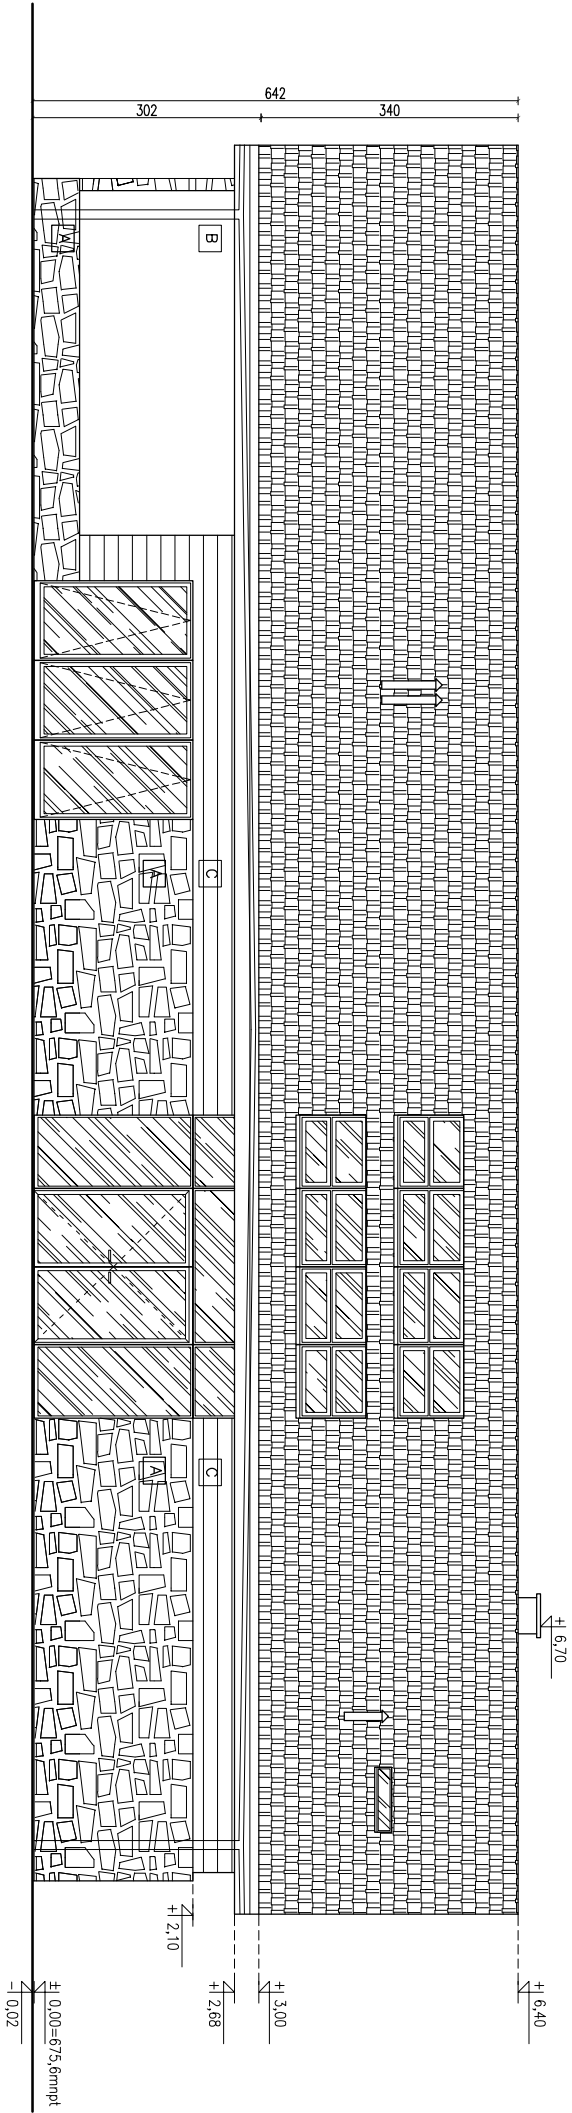 642
302
340
A
B
A
C
A
C
+ 6,70
+ 2,10
± 0,00=675,6mnpt
- 0,02
+ 2,68
+ 3,00
+ 6,40